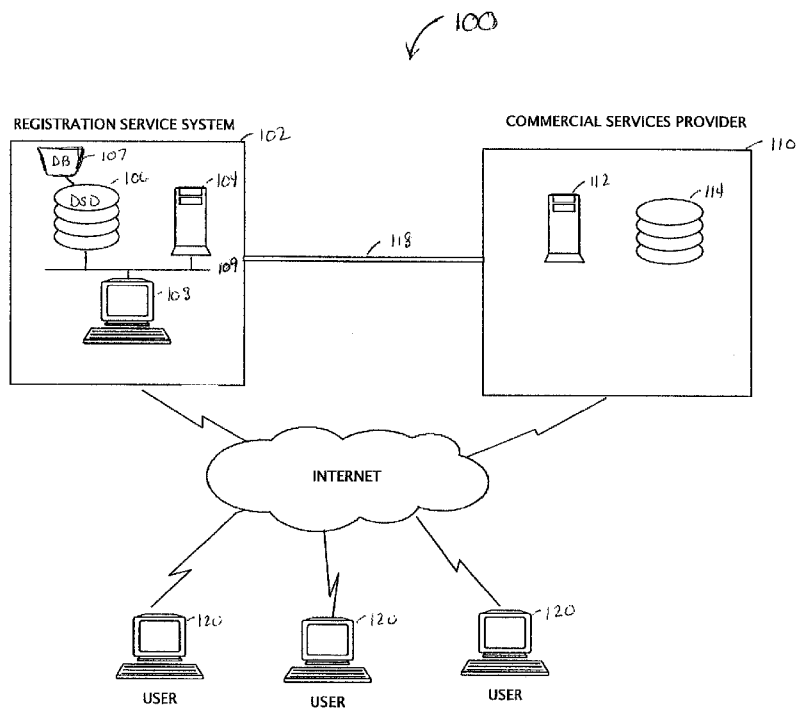 100
REGISTRATION SERVICE SYSTEM
102
COMMERCIAL SERVICES PROVIDER
110
DB
107
106
DSD
104
112
114
118
109
108
INTERNET
120
120
120
USER
USER
USER